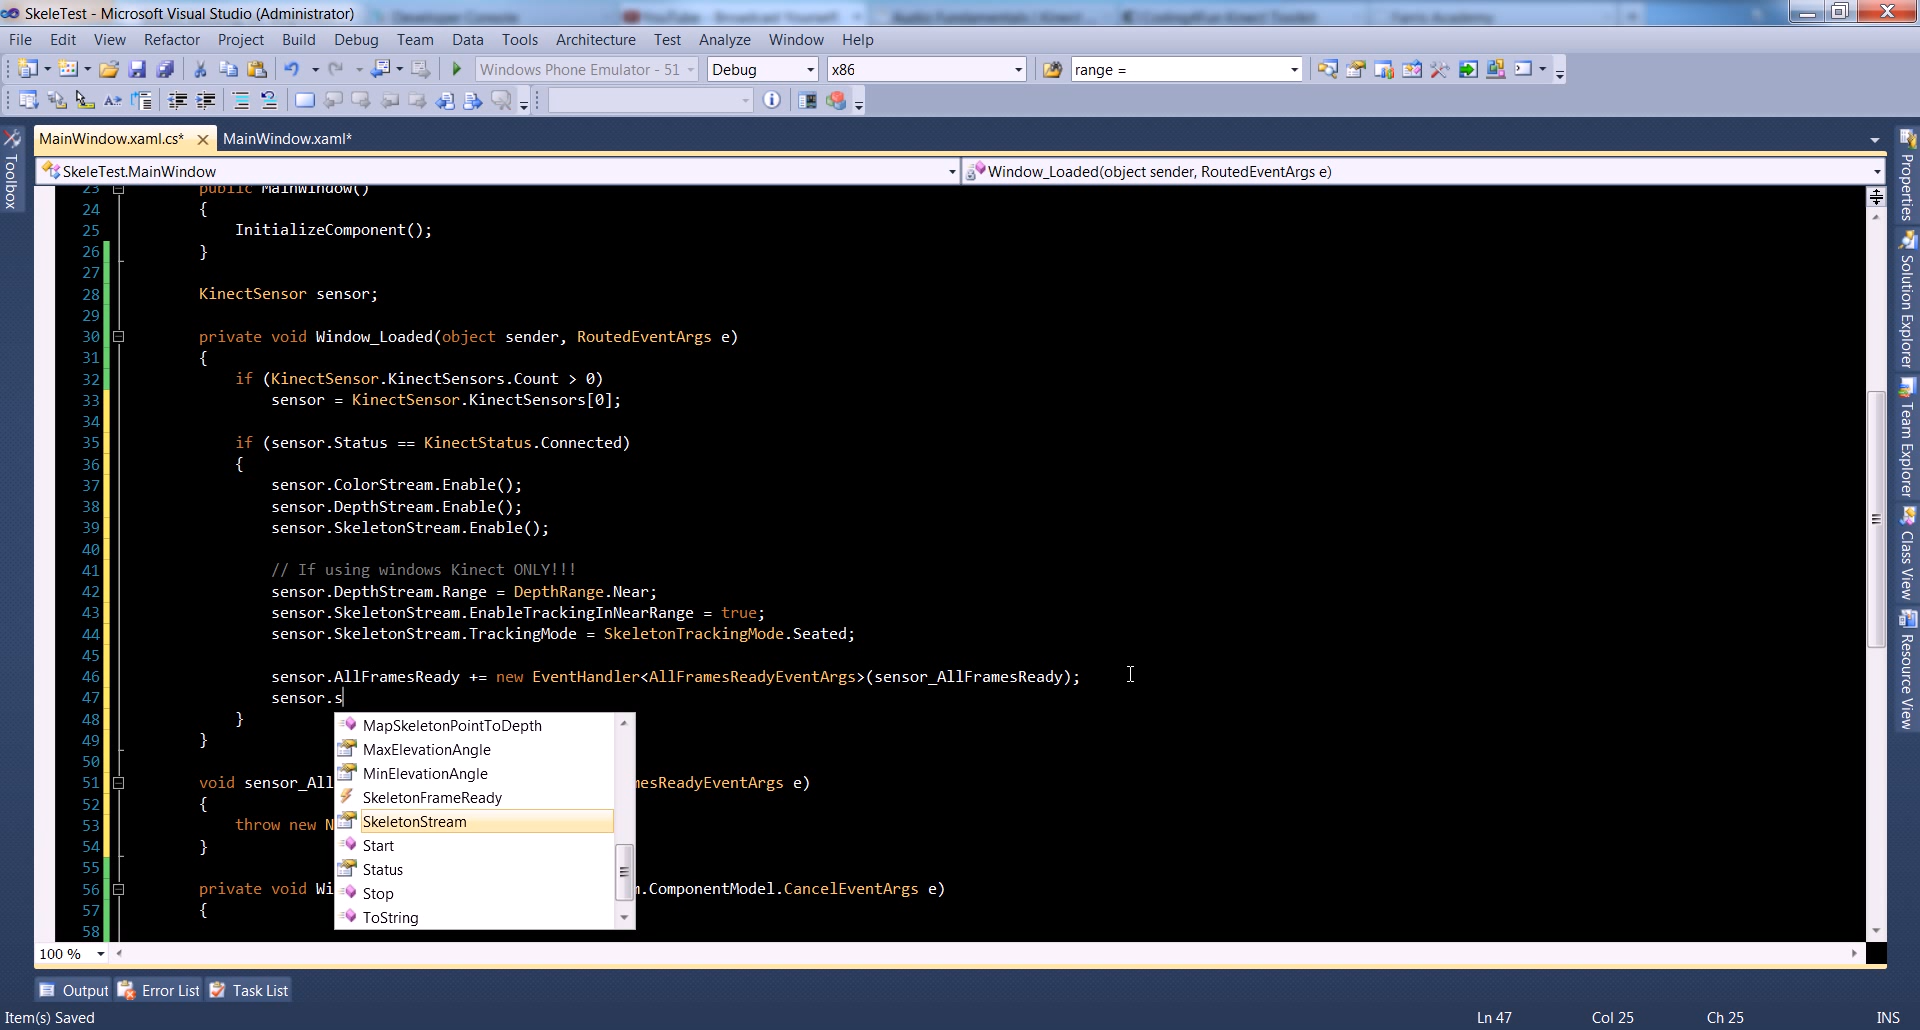 SkeleTest - Microsoft Visual Studio (Administrator)
File Edit View Refactor Project Build Debug Team Data Tools Architecture Test Analyze Window Help
Windows Phone Emulator - 51 Debug x86 range =
MainWindow.xaml.cs* MainWindow.xaml*
SkeleTest.MainWindow Window_Loaded(object sender, RoutedEventArgs e)
23 public MainWindow()
24 {
25 InitializeComponent();
26 }
27
28 KinectSensor sensor;
29
30 private void Window_Loaded(object sender, RoutedEventArgs e)
31 {
32 if (KinectSensor.KinectSensors.Count > 0)
33 sensor = KinectSensor.KinectSensors[0];
34
35 if (sensor.Status == KinectStatus.Connected)
36 {
37 sensor.ColorStream.Enable();
38 sensor.DepthStream.Enable();
39 sensor.SkeletonStream.Enable();
40
41 // If using windows Kinect ONLY!!!
42 sensor.DepthStream.Range = DepthRange.Near;
43 sensor.SkeletonStream.EnableTrackingInNearRange = true;
44 sensor.SkeletonStream.TrackingMode = SkeletonTrackingMode.Seated;
45
46 sensor.AllFramesReady += new EventHandler<AllFramesReadyEventArgs>(sensor_AllFramesReady);
47 sensor.s
48 }
49 }
50
51 void sensor_All mesReadyEventArgs e)
52 {
53 throw new N
54 }
55
56 private void Wi m.ComponentModel.CancelEventArgs e)
57 {
58
MapSkeletonPointToDepth
MaxElevationAngle
MinElevationAngle
SkeletonFrameReady
SkeletonStream
Start
Status
Stop
ToString
Toolbox
Properties
Solution Explorer
Team Explorer
Class View
Resource View
100 %
Output Error List Task List
Item(s) Saved Ln 47 Col 25 Ch 25 INS